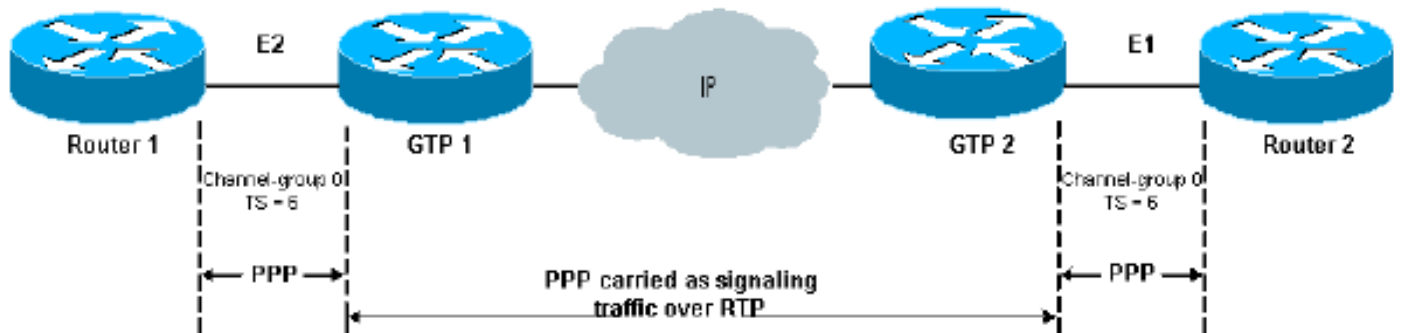 E2
E1
IP
Router 1
GTP 1
GTP 2
Router 2
Channel-group 0
TS = 6
Channel-group 0
TS = 6
PPP
PPP carried as signaling
traffic over RTP
PPP